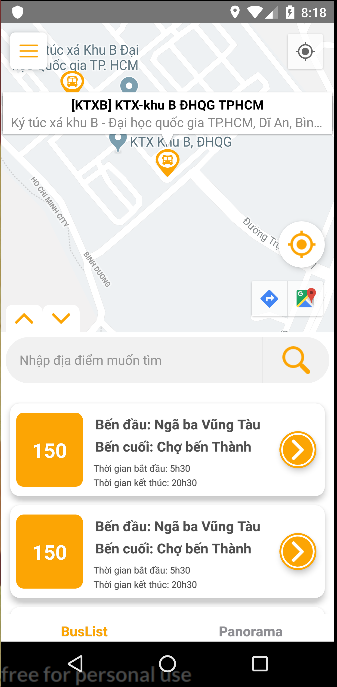 8:18
túc xá Khu B Đại
học quốc gia TP. HCM
[KTXB] KTX-khu B ĐHQG TPHCM
Ký túc xá khu B - Đại học quốc gia TP.HCM, Dĩ An, Bìn...
KTX Khu B, ĐHQG
HO CHI MINH CITY
BINH DUONG
Đường Tr
Nhập địa điểm muốn tìm
150
Bến đầu: Ngã ba Vũng Tàu
Bến cuối: Chợ bến Thành
Thời gian bắt đầu: 5h30
Thời gian kết thúc: 20h30
150
Bến đầu: Ngã ba Vũng Tàu
Bến cuối: Chợ bến Thành
Thời gian bắt đầu: 5h30
Thời gian kết thúc: 20h30
BusList
Panorama
free for personal use